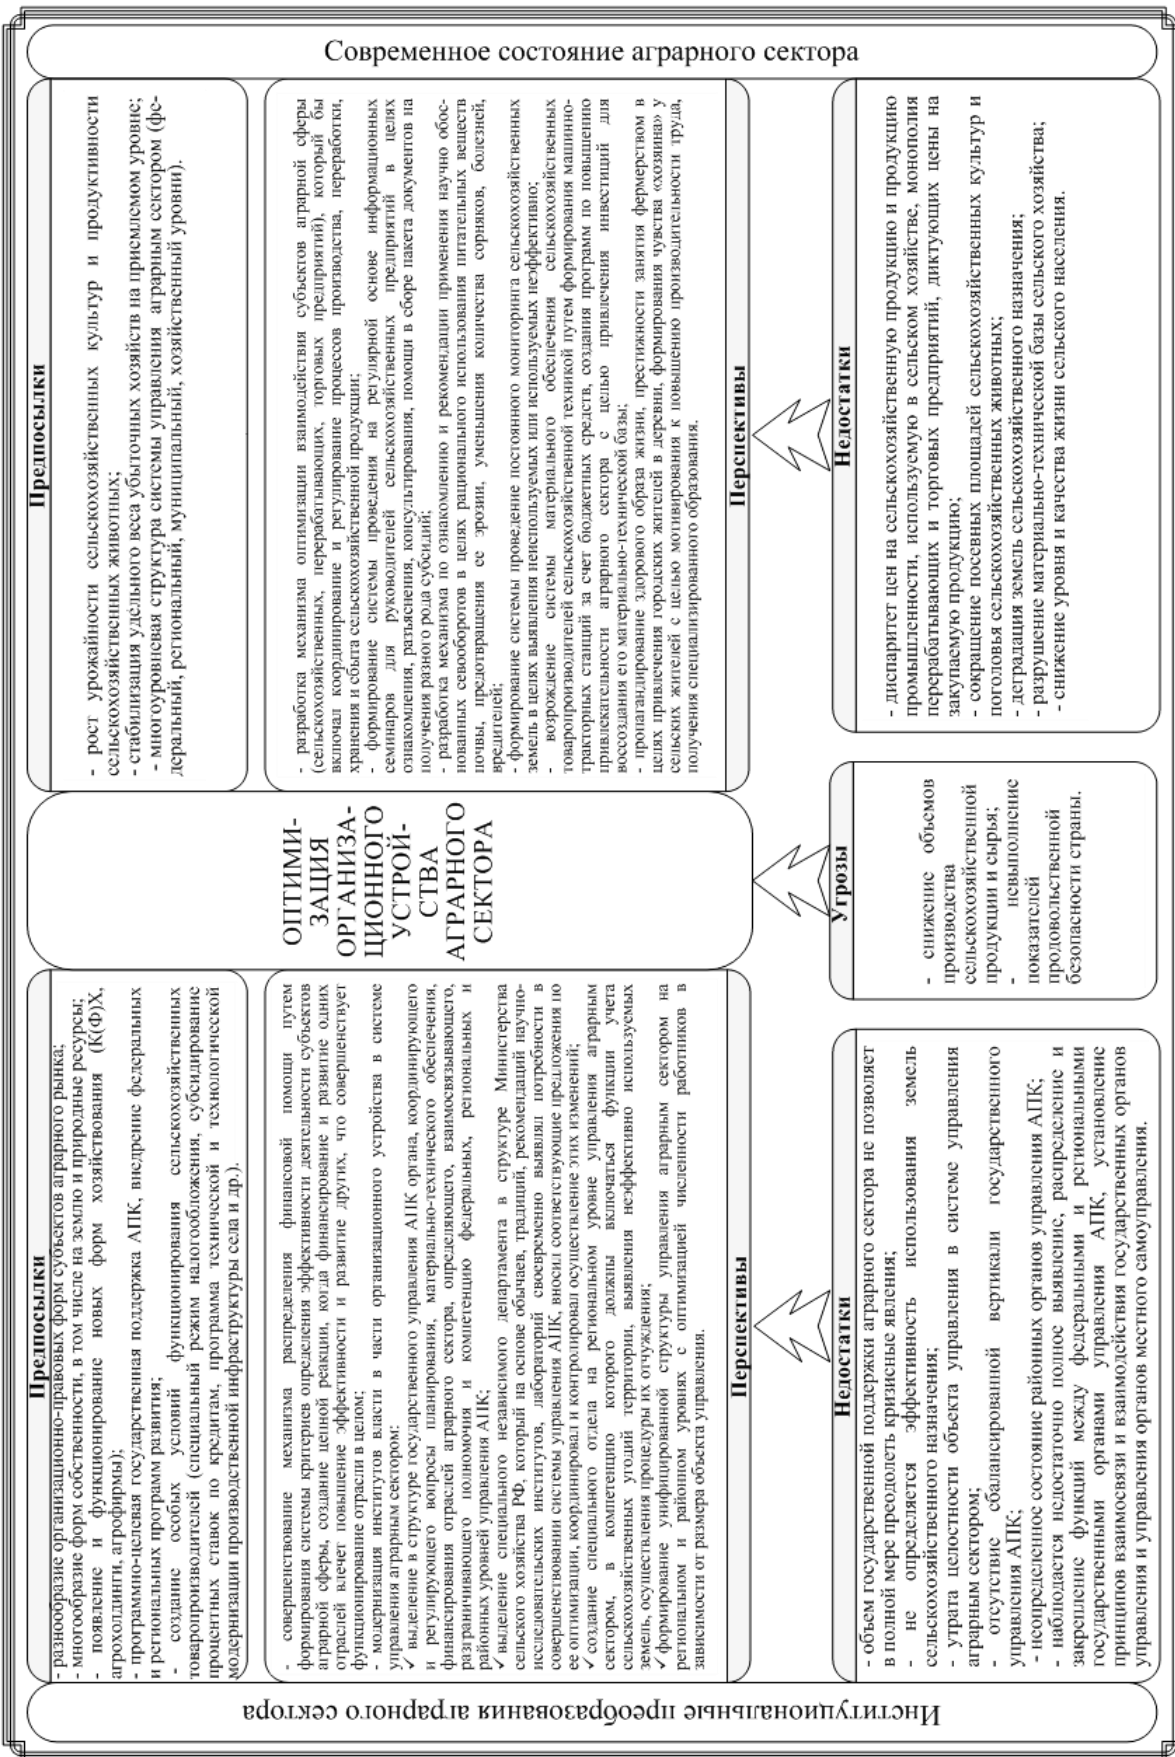 Институциональные преобразования аграрного сектора
Предпосылки
- разнообразие организационно-правовых форм субъектов аграрного рынка;
- многообразие форм собственности, в том числе на землю и природные ресурсы;
- появление и функционирование новых форм хозяйствования (К(Ф)Х,
агрохолдинги, агрофирмы);
- программно-целевая государственная поддержка АПК, внедрение федеральных
и региональных программ развития;
- создание особых условий функционирования сельскохозяйственных
товаропроизводителей (специальный режим налогообложения, субсидирование
процентных ставок по кредитам, программа технической и технологической
модернизации производственной инфраструктуры села и др.).
- совершенствование механизма распределения финансовой помощи путем
формирования системы критериев определения эффективности деятельности субъектов
аграрной сферы, создание цепной реакции, когда финансирование и развитие одних
отраслей влечет повышение эффективности и развитие других, что совершенствует
функционирование отрасли в целом;
- модернизация институтов власти в части организационного устройства в системе
управления аграрным сектором:
✓ выделение в структуре государственного управления АПК органа, координирующего
и регулирующего вопросы планирования, материально-технического обеспечения,
финансирования отраслей аграрного сектора, определяющего, взаимосвязывающего,
разграничивающего полномочия и компетенцию федеральных, региональных и
районных уровней управления АПК;
✓ выделение специального независимого департамента в структуре Министерства
сельского хозяйства РФ, который на основе обычаев, традиций, рекомендаций научно-
исследовательских институтов, лабораторий своевременно выявлял потребности в
совершенствовании системы управления АПК, вносил соответствующие предложения по
ее оптимизации, координировал и контролировал осуществление этих изменений;
✓ создание специального отдела на региональном уровне управления аграрным
сектором, в компетенцию которого должны включаться функции учета
сельскохозяйственных угодий территории, выявления неэффективно используемых
земель, осуществления процедуры их отчуждения;
✓ формирование унифицированной структуры управления аграрным сектором на
региональном и районном уровнях с оптимизацией численности работников в
зависимости от размера объекта управления.
Перспективы
Недостатки
- объем государственной поддержки аграрного сектора не позволяет
в полной мере преодолеть кризисные явления;
- не определяется эффективность использования земель
сельскохозяйственного назначения;
- утрата целостности объекта управления в системе управления
аграрным сектором;
- отсутствие сбалансированной вертикали государственного
управления АПК;
- неопределенное состояние районных органов управления АПК;
- наблюдается недостаточно полное выявление, распределение и
закрепление функций между федеральными и региональными
государственными органами управления АПК, установление
принципов взаимосвязи и взаимодействия государственных органов
управления и управления органов местного самоуправления.
ОПТИМИ-
ЗАЦИЯ
ОРГАНИЗА-
ЦИОННОГО
УСТРОЙ-
СТВА
АГРАРНОГО
СЕКТОРА
Угрозы
- снижение объемов
производства
сельскохозяйственной
продукции и сырья;
- невыполнение
показателей
продовольственной
безопасности страны.
Предпосылки
- рост урожайности сельскохозяйственных культур и продуктивности
сельскохозяйственных животных;
- стабилизация удельного веса убыточных хозяйств на приемлемом уровне;
- многоуровневая структура системы управления аграрным сектором (фе-
деральный, региональный, муниципальный, хозяйственный уровни).
- разработка механизма оптимизации взаимодействия субъектов аграрной сферы
(сельскохозяйственных, перерабатывающих, торговых предприятий), который бы
включал координирование и регулирование процессов производства, переработки,
хранения и сбыта сельскохозяйственной продукции;
- формирование системы проведения на регулярной основе информационных
семинаров для руководителей сельскохозяйственных предприятий в целях
ознакомления, разъяснения, консультирования, помощи в сборе пакета документов на
получения разного рода субсидий;
- разработка механизма по ознакомлению и рекомендации применения научно обос-
нованных севооборотов в целях рационального использования питательных веществ
почвы, предотвращения ее эрозии, уменьшения количества сорняков, болезней,
вредителей;
- формирование системы проведение постоянного мониторинга сельскохозяйственных
земель в целях выявления неиспользуемых или используемых неэффективно;
- возрождение системы материального обеспечения сельскохозяйственных
товаропроизводителей сельскохозяйственной техникой путем формирования машинно-
тракторных станций за счет бюджетных средств, создания программ по повышению
привлекательности аграрного сектора с целью привлечения инвестиций для
воссоздания его материально-технической базы;
- пропагандирование здорового образа жизни, престижности занятия фермерством в
целях привлечения городских жителей в деревни, формирования чувства «хозяина» у
сельских жителей с целью мотивирования к повышению производительности труда,
получения специализированного образования.
Перспективы
Недостатки
- диспаритет цен на сельскохозяйственную продукцию и продукцию
промышленности, используемую в сельском хозяйстве, монополия
перерабатывающих и торговых предприятий, диктующих цены на
закупаемую продукцию;
- сокращение посевных площадей сельскохозяйственных культур и
поголовья сельскохозяйственных животных;
- деградация земель сельскохозяйственного назначения;
- разрушение материально-технической базы сельского хозяйства;
- снижение уровня и качества жизни сельского населения.
Современное состояние аграрного сектора